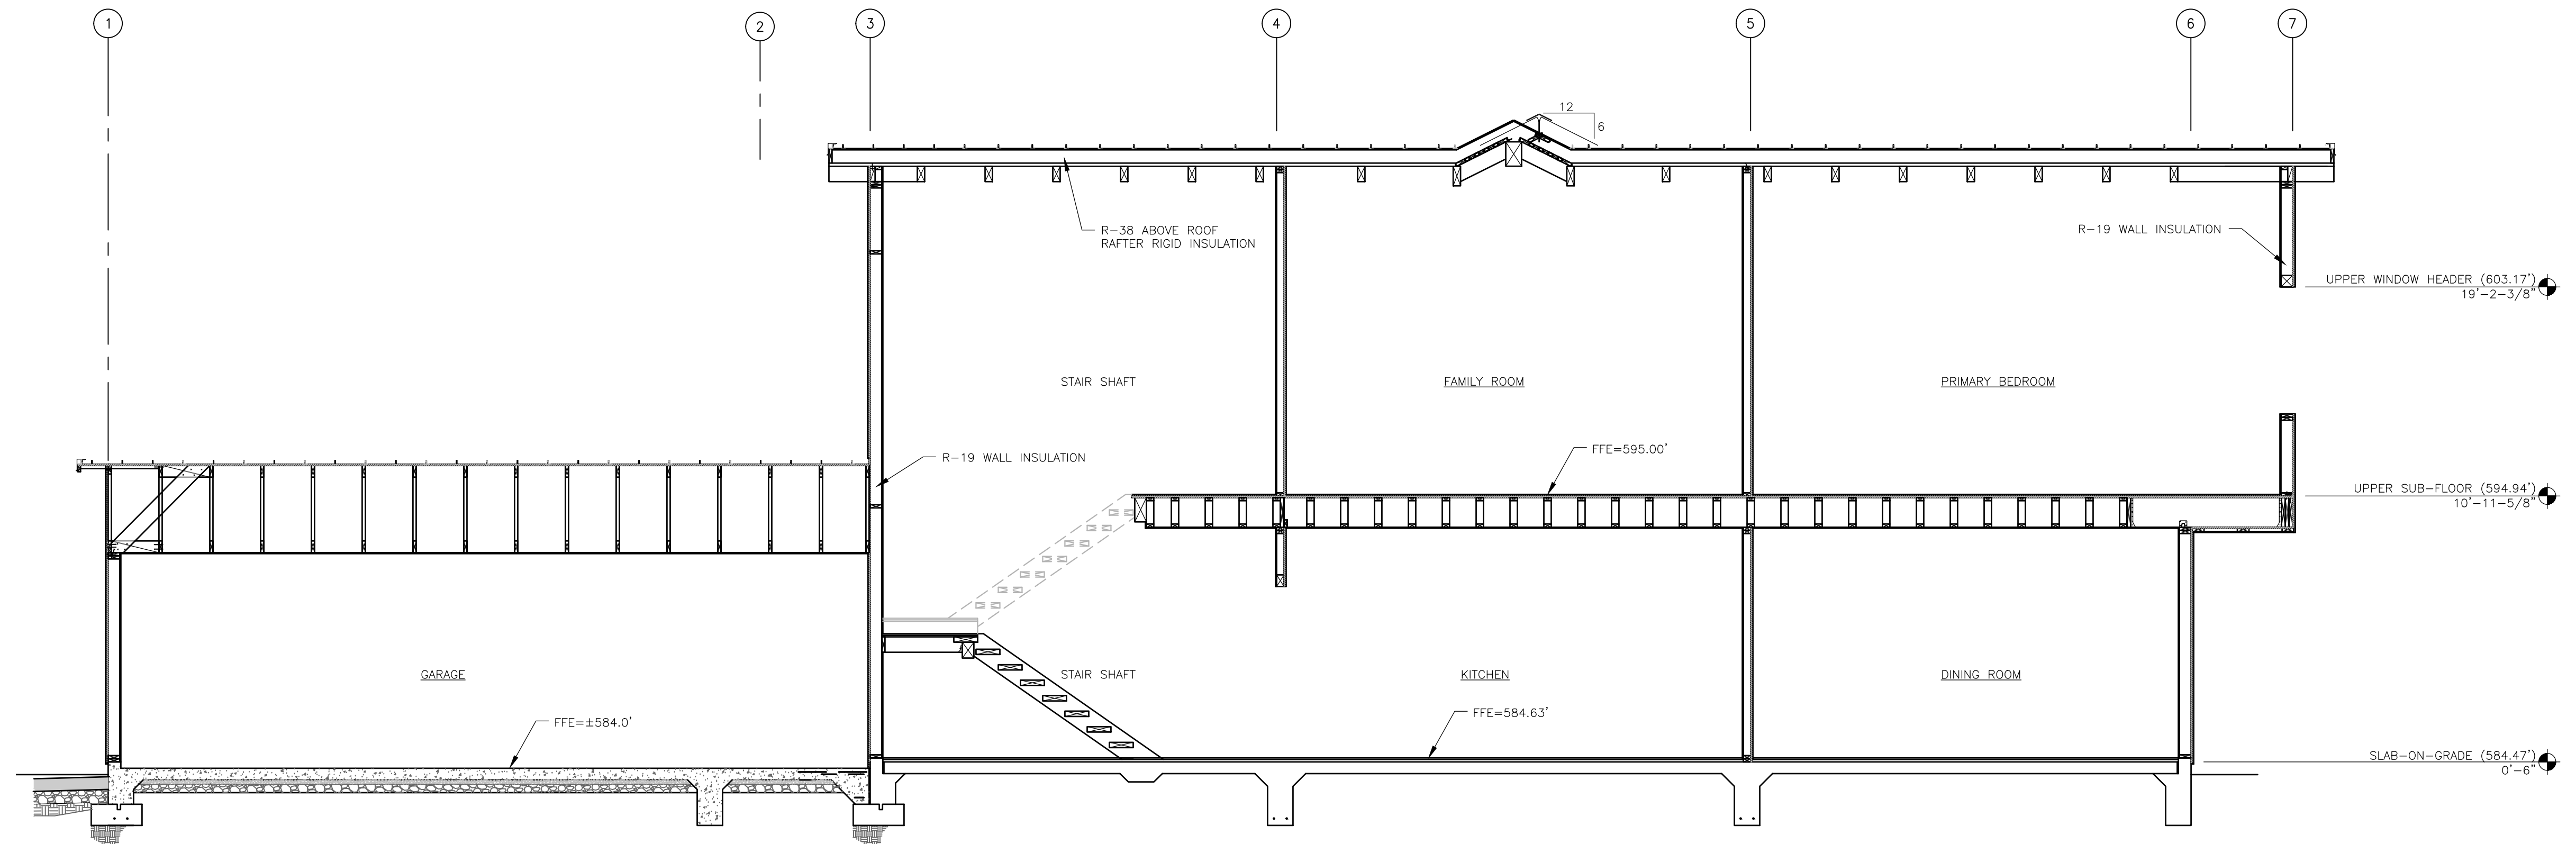 1
2
3
4
5
6
7
12
6
R-38 ABOVE ROOF
RAFTER RIGID INSULATION
R-19 WALL INSULATION
UPPER WINDOW HEADER (603.17')
19'-2-3/8"
STAIR SHAFT
FAMILY ROOM
PRIMARY BEDROOM
R-19 WALL INSULATION
FFE=595.00'
UPPER SUB-FLOOR (594.94')
10'-11-5/8"
GARAGE
STAIR SHAFT
KITCHEN
DINING ROOM
FFE=±584.0'
FFE=584.63'
SLAB-ON-GRADE (584.47')
0'-6"